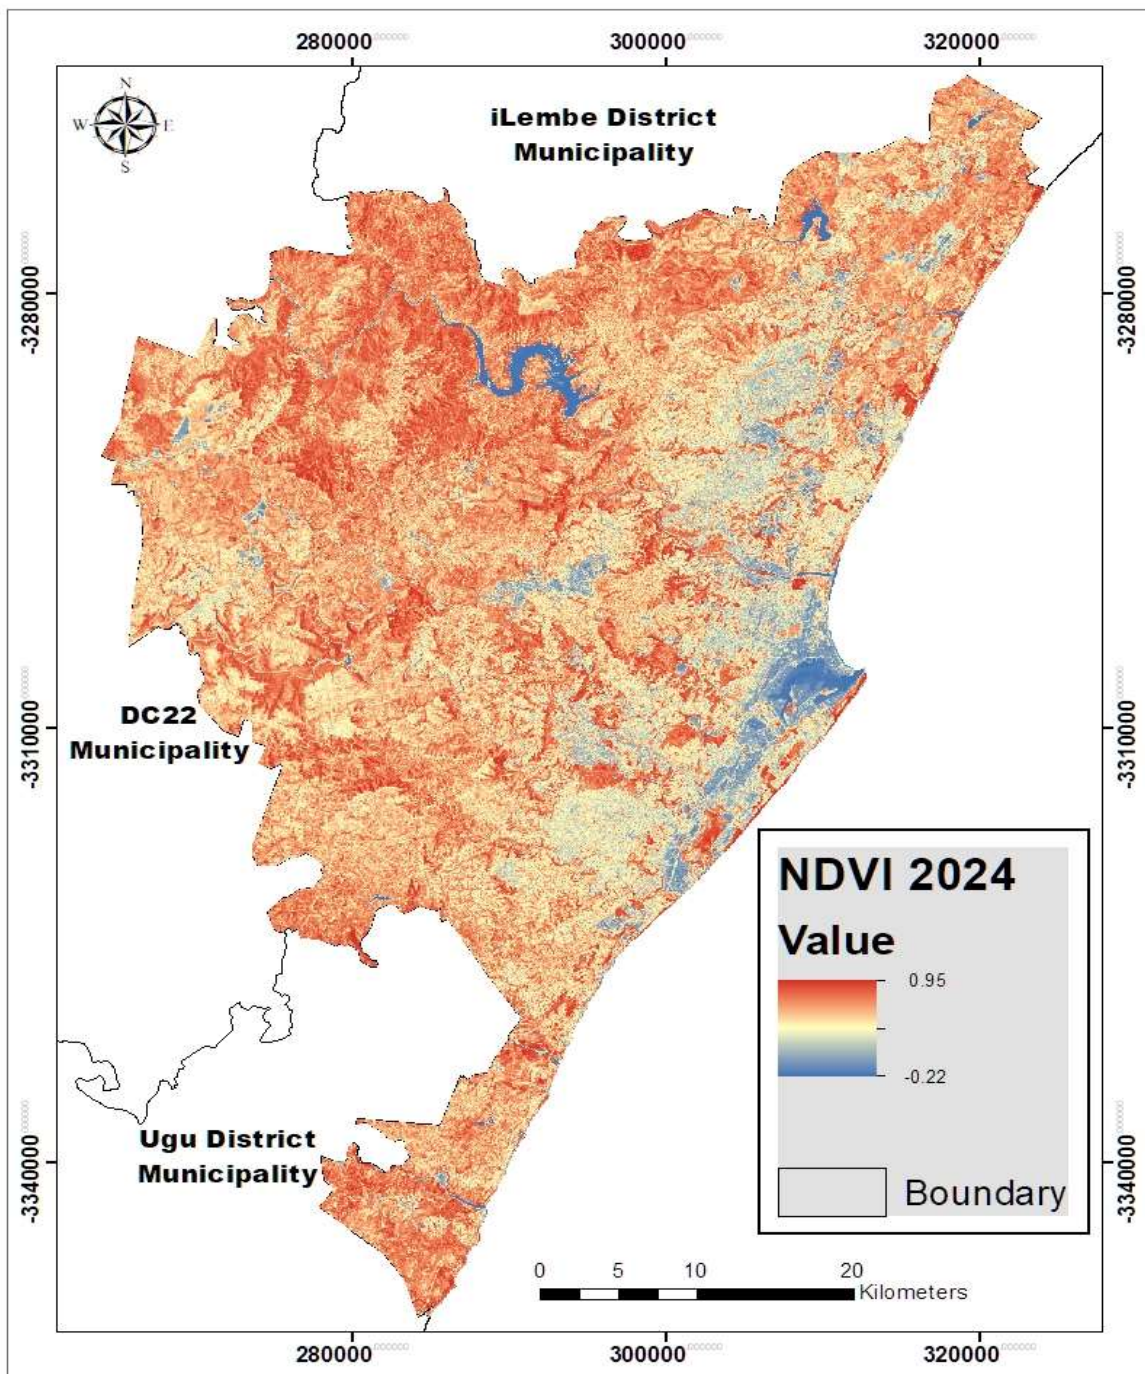 280000 300000 320000
N
W E
S
iLembe District
Municipality
-3280000 -3280000
DC22
Municipality
-3310000 -3310000
NDVI 2024
Value
0.95
-0.22
Boundary
Ugu District
Municipality
-3340000 -3340000
0 5 10 20
Kilometers
280000 300000 320000